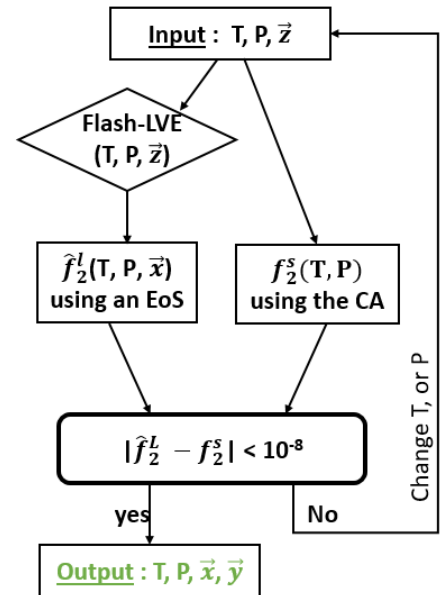 Input : T, P, z⃗
Flash-LVE
(T, P, z⃗)
f̂₂ˡ(T, P, x⃗)
using an EoS
f₂ˢ(T, P)
using the CA
|f̂₂ᴸ − f₂ˢ| < 10⁻⁸
Change T, or P
yes
No
Output : T, P, x⃗, y⃗